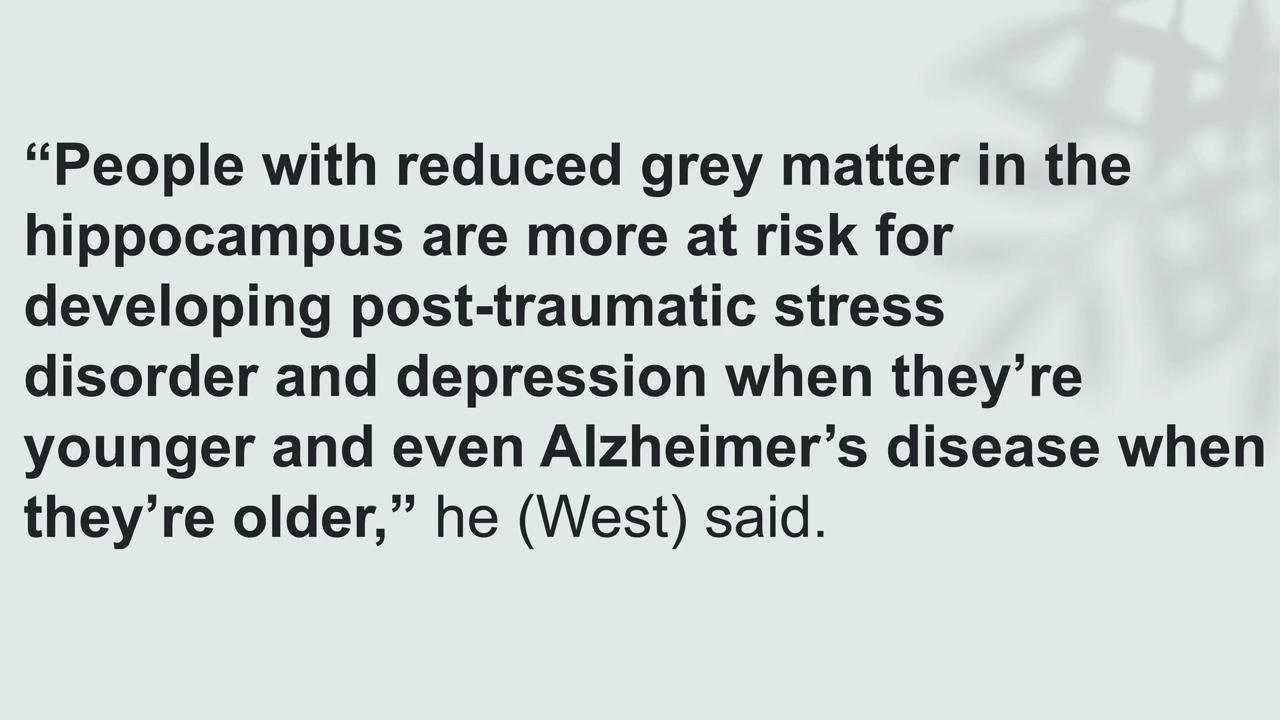 “People with reduced grey matter in the
hippocampus are more at risk for
developing post-traumatic stress
disorder and depression when they’re
younger and even Alzheimer’s disease when
they’re older,” he (West) said.